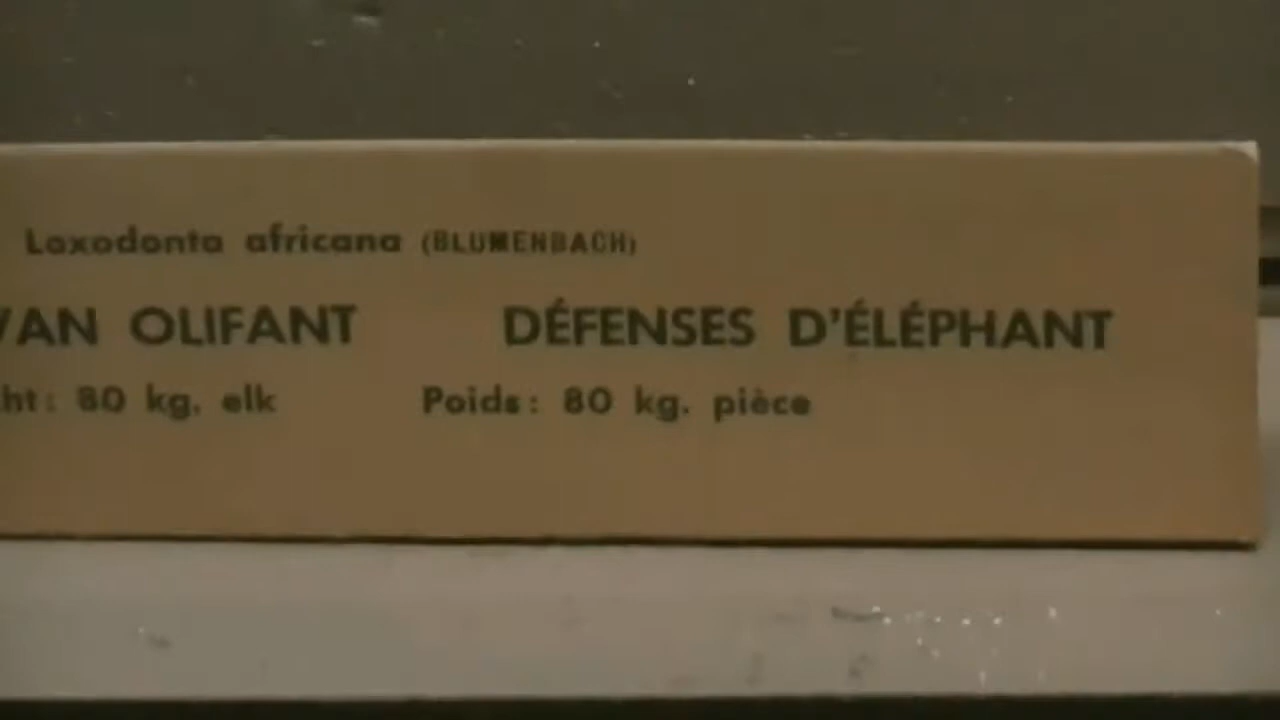 Loxodonta africana (BLUMENBACH)
VAN OLIFANT DÉFENSES D'ÉLÉPHANT
ht: 80 kg. elk Poids: 80 kg. pièce